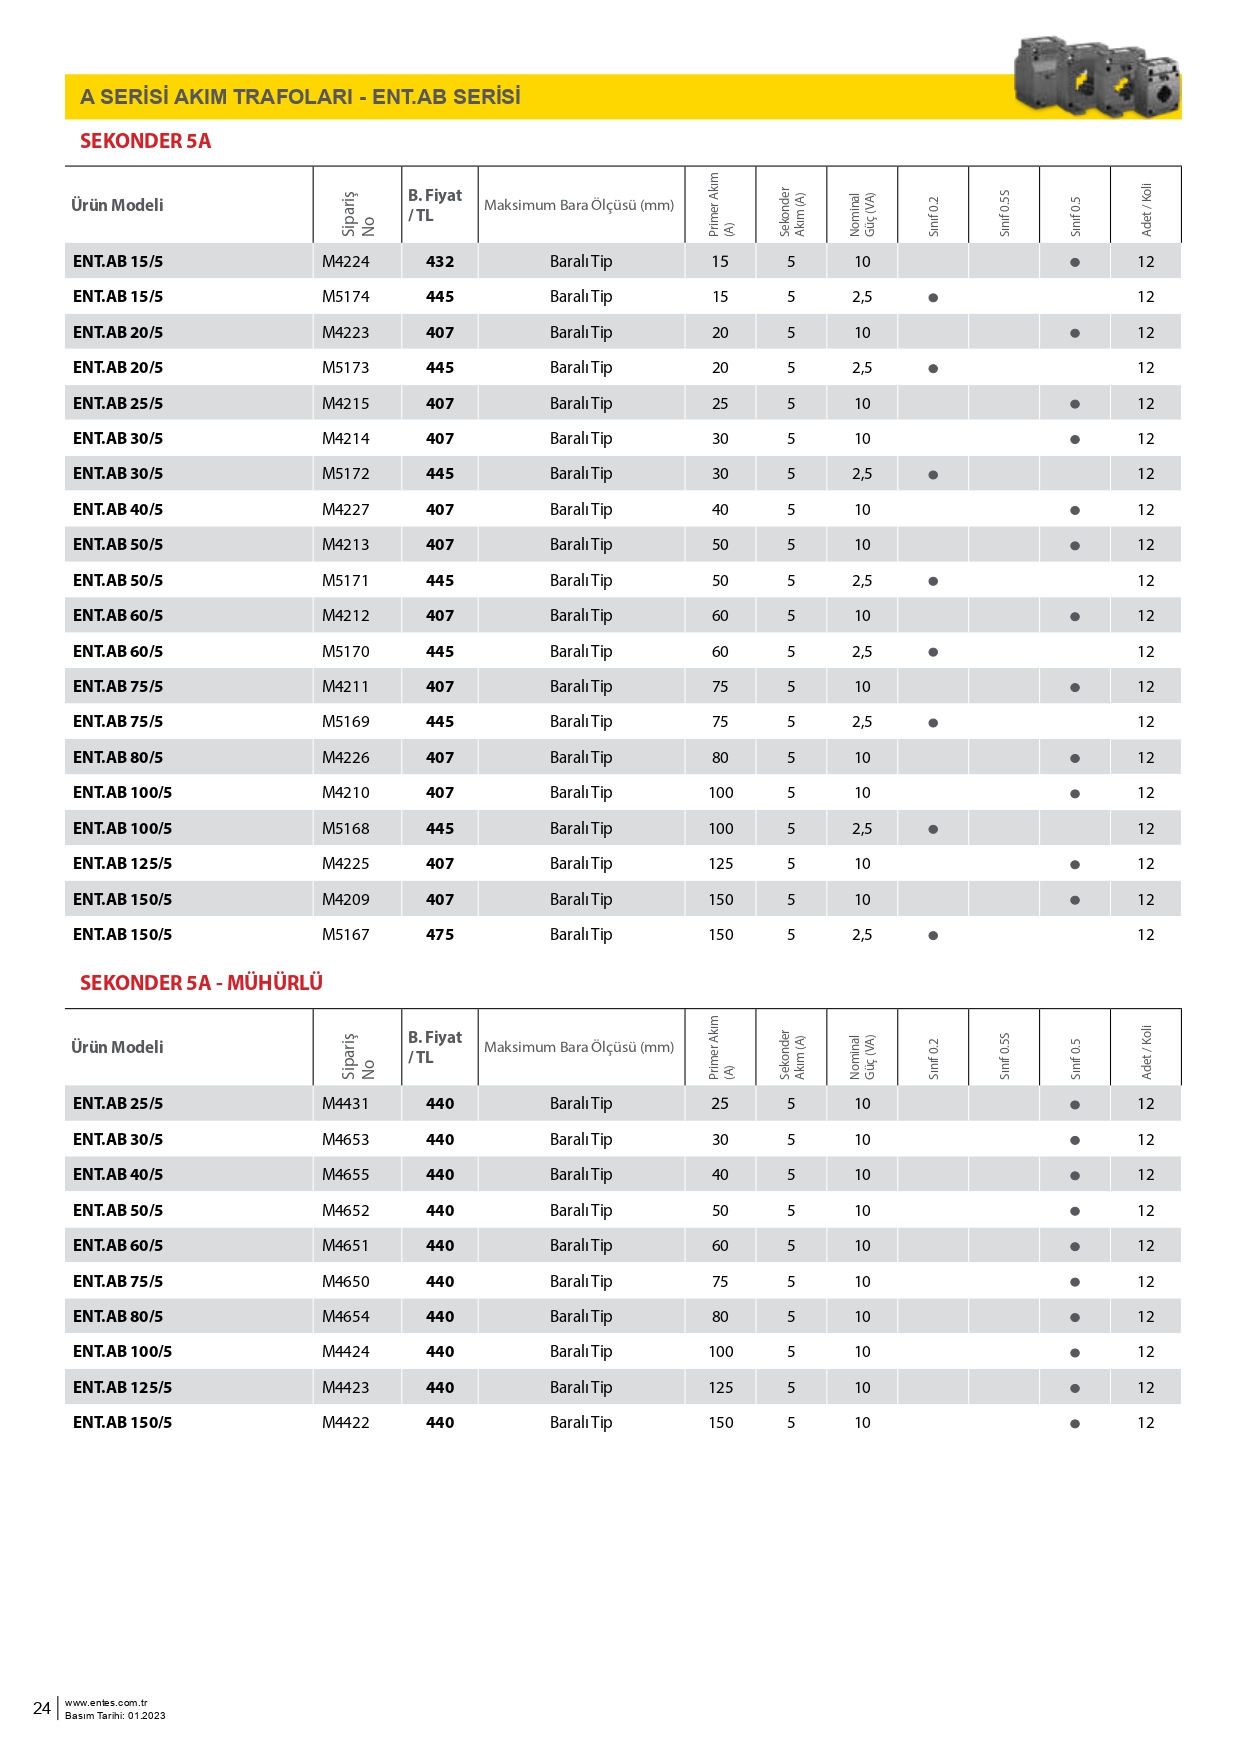 A SERİSİ AKIM TRAFOLARI - ENT.AB SERİSİ
SEKONDER 5A
Ürün Modeli Sipariş No B. Fiyat / TL Maksimum Bara Ölçüsü (mm) Primer Akım (A) Sekonder Akım (A) Nominal Güç (VA) Sınıf 0.2 Sınıf 0.5S Sınıf 0.5 Adet / Koli
ENT.AB 15/5 M4224 432 Baralı Tip 15 5 10 ● 12
ENT.AB 15/5 M5174 445 Baralı Tip 15 5 2,5 ● 12
ENT.AB 20/5 M4223 407 Baralı Tip 20 5 10 ● 12
ENT.AB 20/5 M5173 445 Baralı Tip 20 5 2,5 ● 12
ENT.AB 25/5 M4215 407 Baralı Tip 25 5 10 ● 12
ENT.AB 30/5 M4214 407 Baralı Tip 30 5 10 ● 12
ENT.AB 30/5 M5172 445 Baralı Tip 30 5 2,5 ● 12
ENT.AB 40/5 M4227 407 Baralı Tip 40 5 10 ● 12
ENT.AB 50/5 M4213 407 Baralı Tip 50 5 10 ● 12
ENT.AB 50/5 M5171 445 Baralı Tip 50 5 2,5 ● 12
ENT.AB 60/5 M4212 407 Baralı Tip 60 5 10 ● 12
ENT.AB 60/5 M5170 445 Baralı Tip 60 5 2,5 ● 12
ENT.AB 75/5 M4211 407 Baralı Tip 75 5 10 ● 12
ENT.AB 75/5 M5169 445 Baralı Tip 75 5 2,5 ● 12
ENT.AB 80/5 M4226 407 Baralı Tip 80 5 10 ● 12
ENT.AB 100/5 M4210 407 Baralı Tip 100 5 10 ● 12
ENT.AB 100/5 M5168 445 Baralı Tip 100 5 2,5 ● 12
ENT.AB 125/5 M4225 407 Baralı Tip 125 5 10 ● 12
ENT.AB 150/5 M4209 407 Baralı Tip 150 5 10 ● 12
ENT.AB 150/5 M5167 475 Baralı Tip 150 5 2,5 ● 12
SEKONDER 5A - MÜHÜRLÜ
Ürün Modeli Sipariş No B. Fiyat / TL Maksimum Bara Ölçüsü (mm) Primer Akım (A) Sekonder Akım (A) Nominal Güç (VA) Sınıf 0.2 Sınıf 0.5S Sınıf 0.5 Adet / Koli
ENT.AB 25/5 M4431 440 Baralı Tip 25 5 10 ● 12
ENT.AB 30/5 M4653 440 Baralı Tip 30 5 10 ● 12
ENT.AB 40/5 M4655 440 Baralı Tip 40 5 10 ● 12
ENT.AB 50/5 M4652 440 Baralı Tip 50 5 10 ● 12
ENT.AB 60/5 M4651 440 Baralı Tip 60 5 10 ● 12
ENT.AB 75/5 M4650 440 Baralı Tip 75 5 10 ● 12
ENT.AB 80/5 M4654 440 Baralı Tip 80 5 10 ● 12
ENT.AB 100/5 M4424 440 Baralı Tip 100 5 10 ● 12
ENT.AB 125/5 M4423 440 Baralı Tip 125 5 10 ● 12
ENT.AB 150/5 M4422 440 Baralı Tip 150 5 10 ● 12
24
www.entes.com.tr
Basım Tarihi: 01.2023